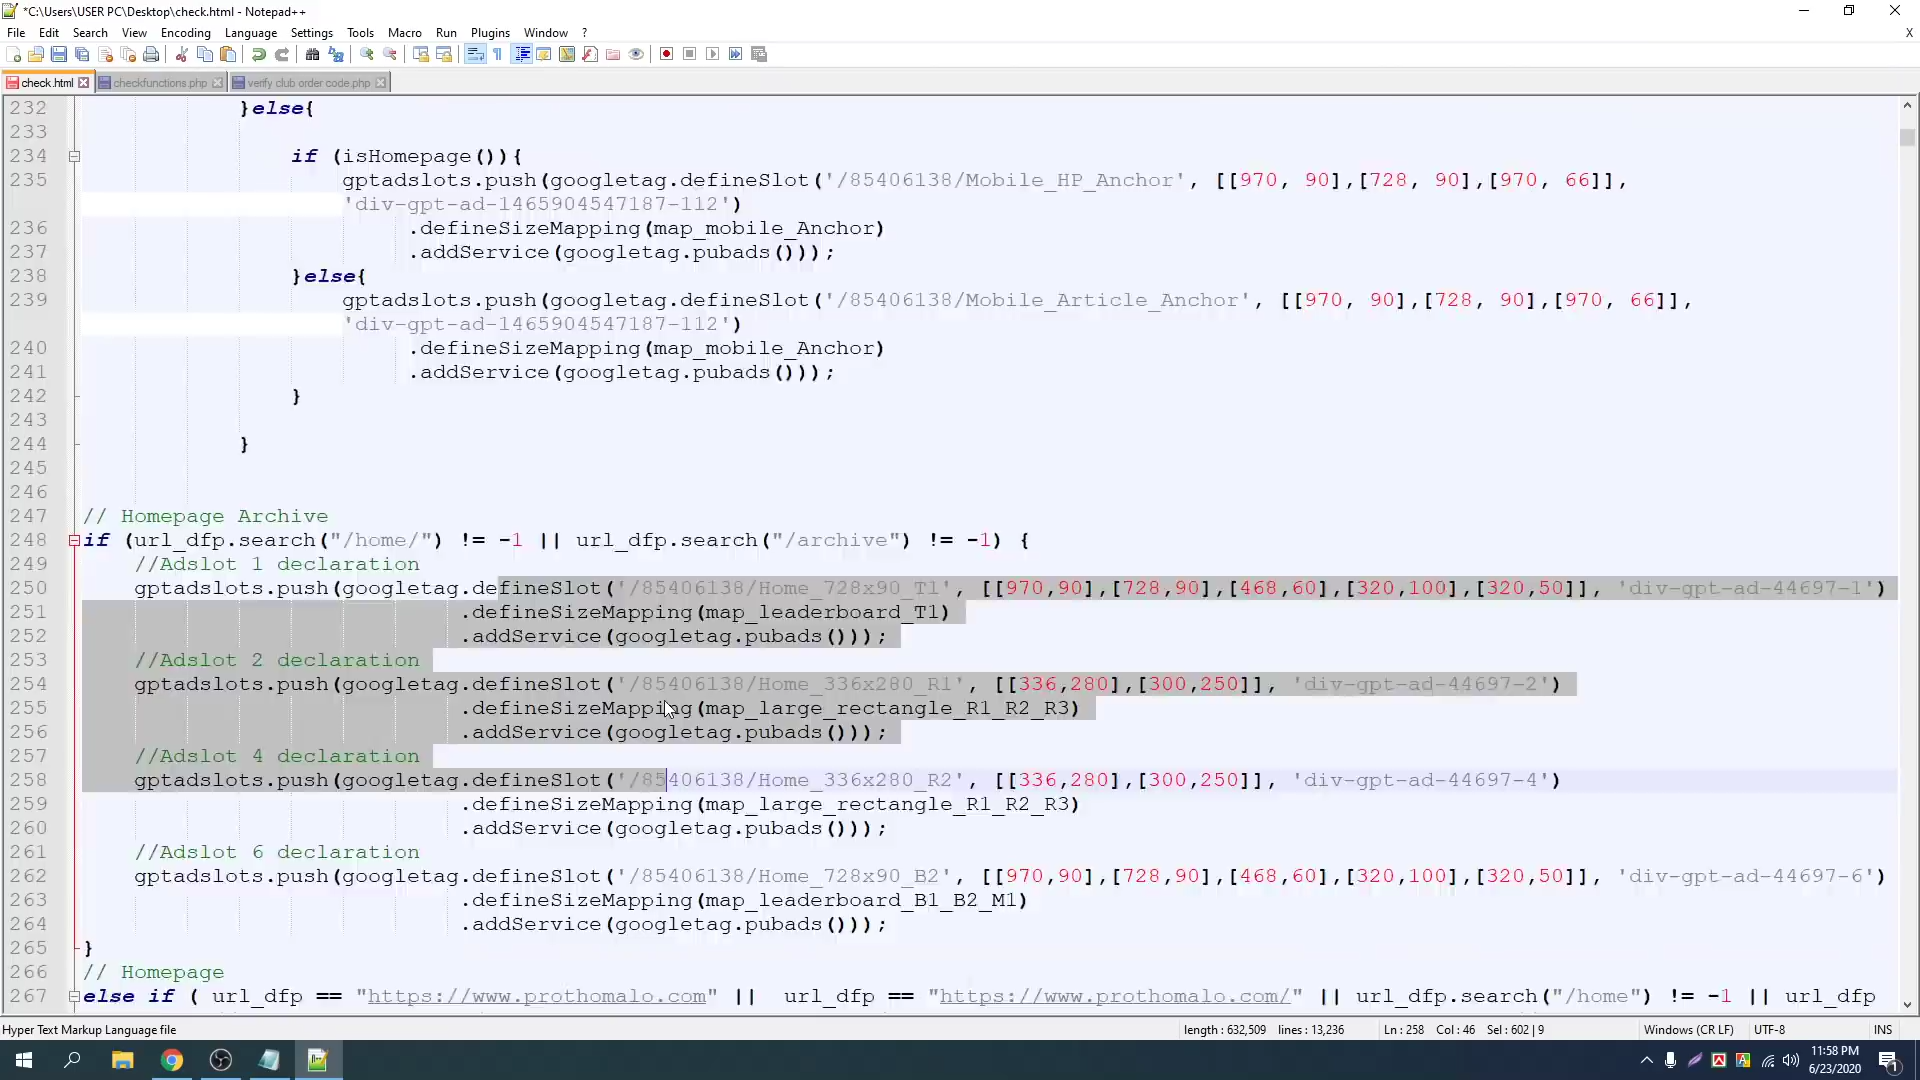 *C:\Users\USER PC\Desktop\check.html - Notepad++
File Edit Search View Encoding Language Settings Tools Macro Run Plugins Window ? X
check.html checkfunctions.php verify club order code.php
232 }else{
233
234 if (isHomepage()){
235 gptadslots.push(googletag.defineSlot('/85406138/Mobile_HP_Anchor', [[970, 90],[728, 90],[970, 66]],
'div-gpt-ad-1465904547187-112')
236 .defineSizeMapping(map_mobile_Anchor)
237 .addService(googletag.pubads()));
238 }else{
239 gptadslots.push(googletag.defineSlot('/85406138/Mobile_Article_Anchor', [[970, 90],[728, 90],[970, 66]],
'div-gpt-ad-1465904547187-112')
240 .defineSizeMapping(map_mobile_Anchor)
241 .addService(googletag.pubads()));
242 }
243
244 }
245
246
247 // Homepage Archive
248 if (url_dfp.search("/home/") != -1 || url_dfp.search("/archive") != -1) {
249 //Adslot 1 declaration
250 gptadslots.push(googletag.defineSlot('/85406138/Home_728x90_T1', [[970,90],[728,90],[468,60],[320,100],[320,50]], 'div-gpt-ad-44697-1')
251 .defineSizeMapping(map_leaderboard_T1)
252 .addService(googletag.pubads()));
253 //Adslot 2 declaration
254 gptadslots.push(googletag.defineSlot('/85406138/Home_336x280_R1', [[336,280],[300,250]], 'div-gpt-ad-44697-2')
255 .defineSizeMapping(map_large_rectangle_R1_R2_R3)
256 .addService(googletag.pubads()));
257 //Adslot 4 declaration
258 gptadslots.push(googletag.defineSlot('/85406138/Home_336x280_R2', [[336,280],[300,250]], 'div-gpt-ad-44697-4')
259 .defineSizeMapping(map_large_rectangle_R1_R2_R3)
260 .addService(googletag.pubads()));
261 //Adslot 6 declaration
262 gptadslots.push(googletag.defineSlot('/85406138/Home_728x90_B2', [[970,90],[728,90],[468,60],[320,100],[320,50]], 'div-gpt-ad-44697-6')
263 .defineSizeMapping(map_leaderboard_B1_B2_M1)
264 .addService(googletag.pubads()));
265 }
266 // Homepage
267 else if ( url_dfp == "https://www.prothomalo.com" || url_dfp == "https://www.prothomalo.com/" || url_dfp.search("/home") != -1 || url_dfp
Hyper Text Markup Language file length : 632,509 lines : 13,236 Ln : 258 Col : 46 Sel : 602 | 9 Windows (CR LF) UTF-8 INS
11:58 PM
6/23/2020